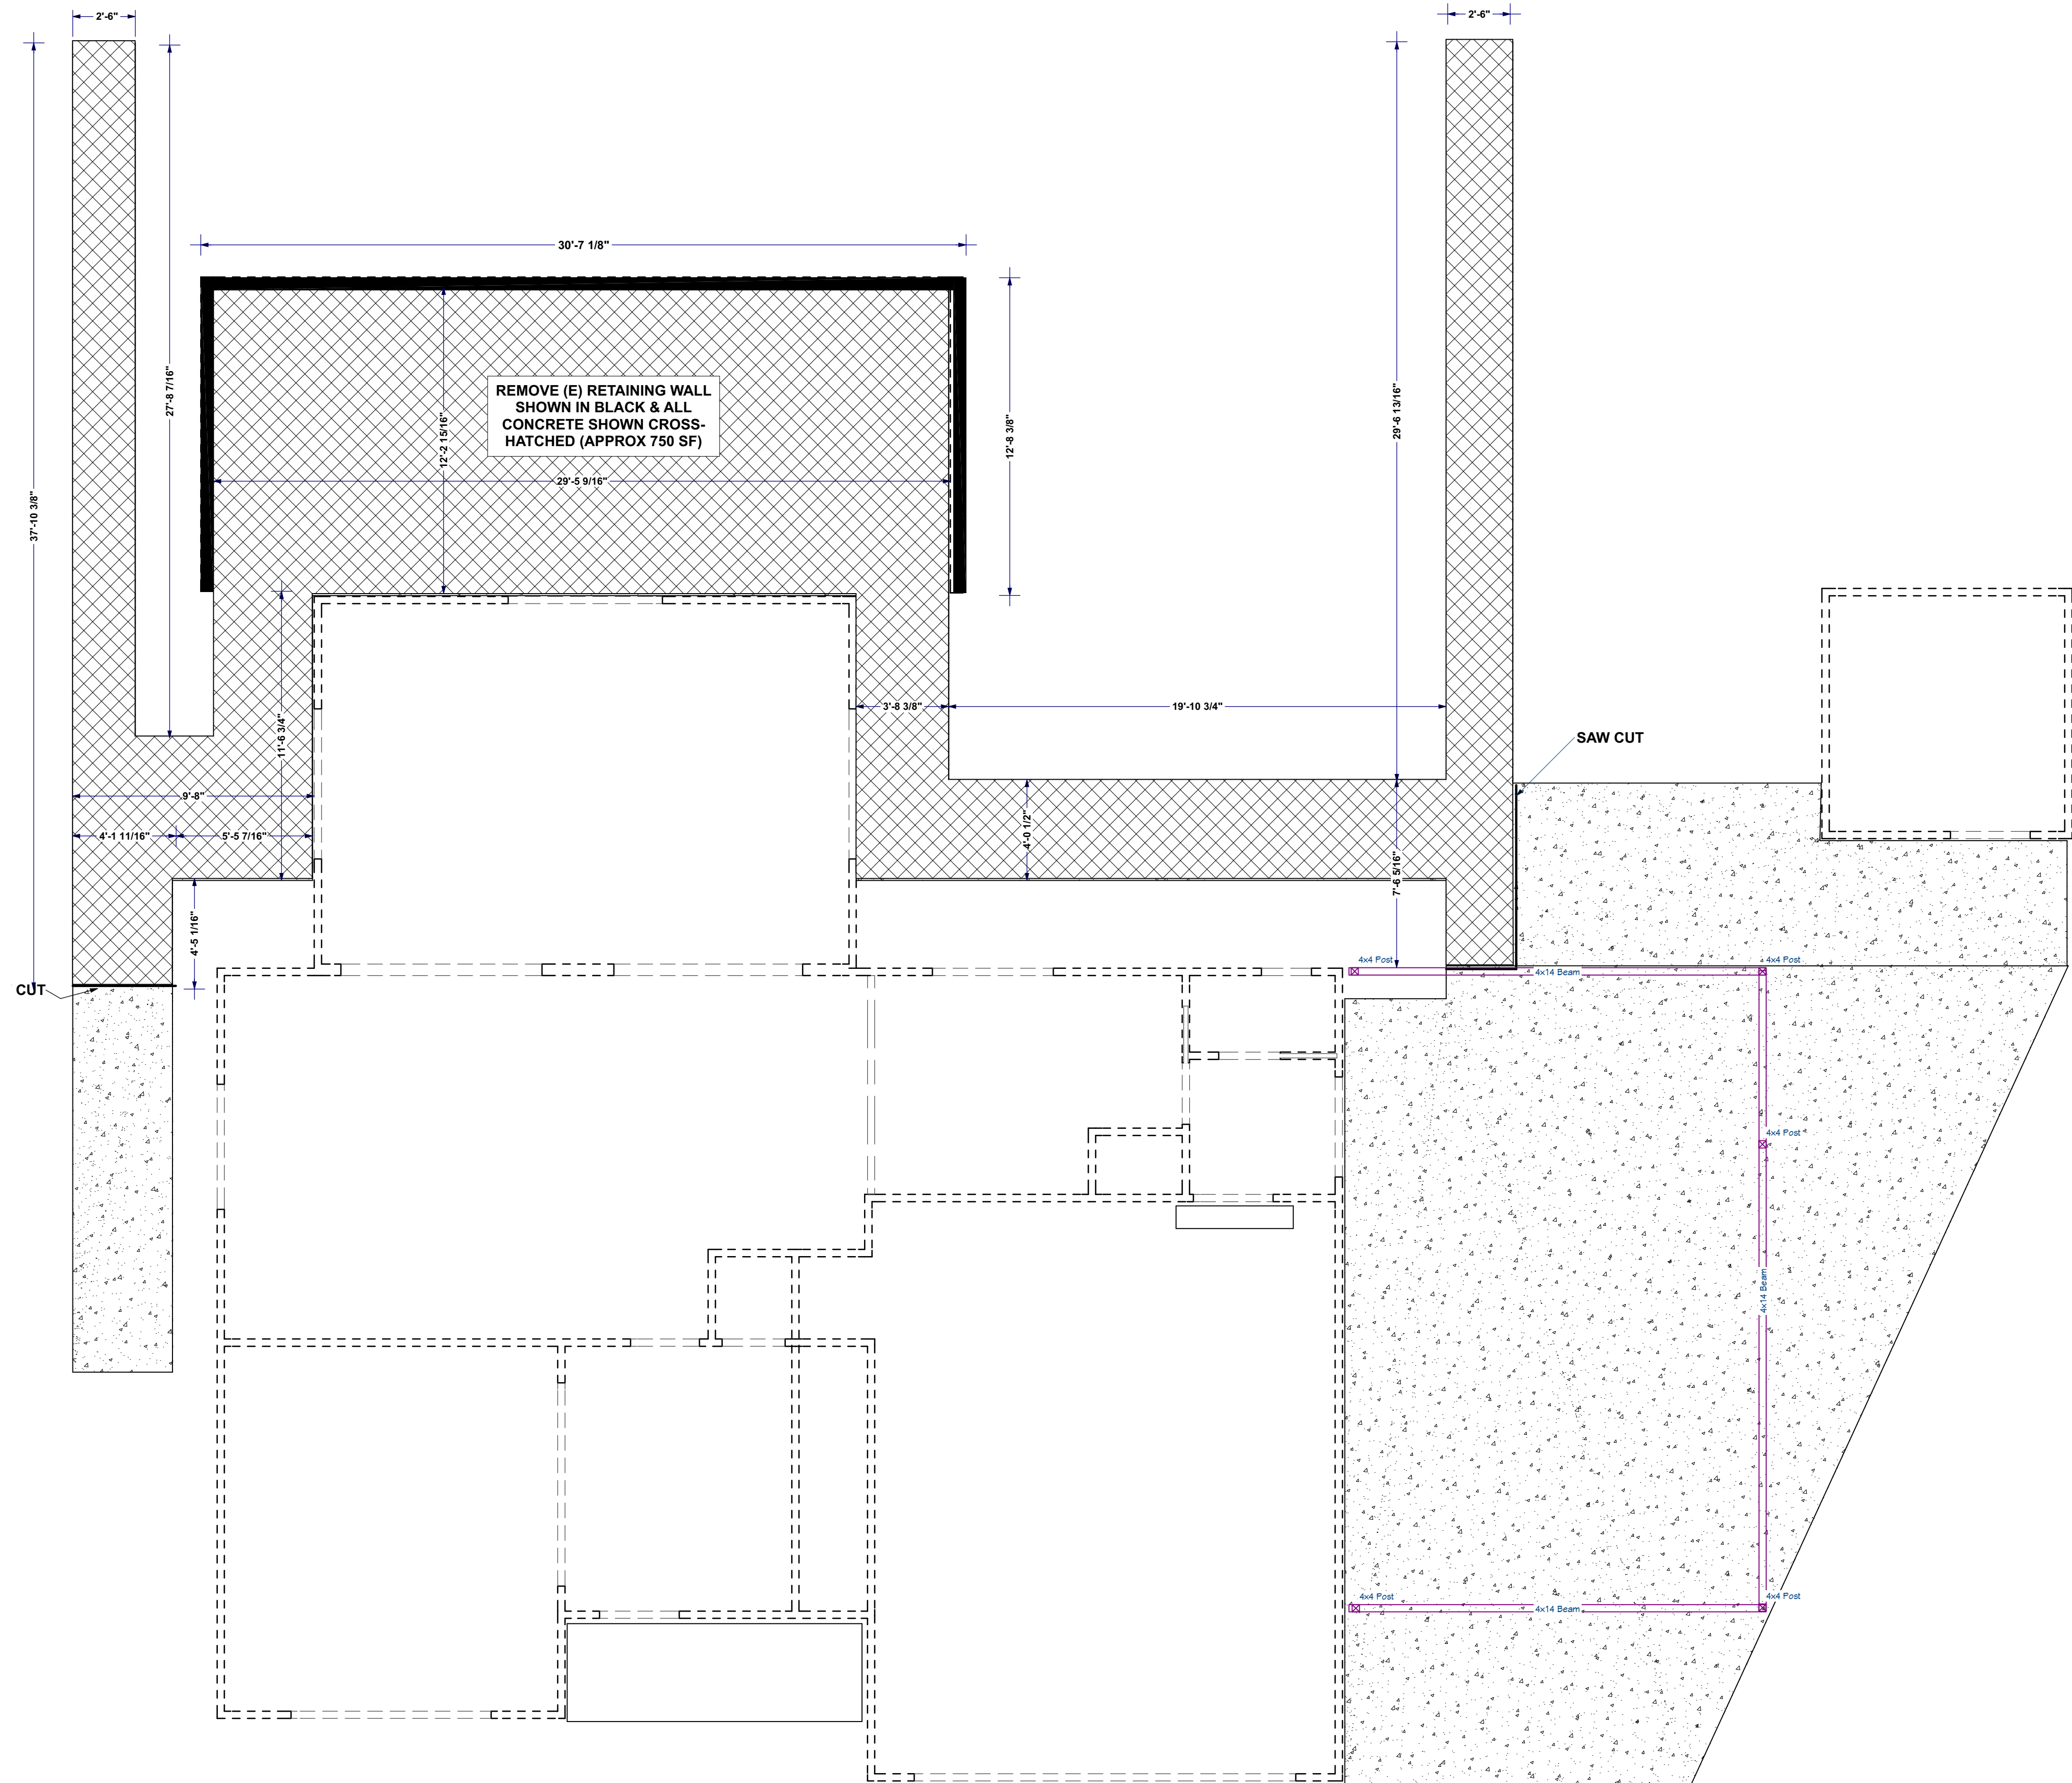 2'-6"
2'-6"
37'-10 3/8"
27'-8 7/16"
29'-6 13/16"
30'-7 1/8"
12'-2 15/16"
12'-8 3/8"
REMOVE (E) RETAINING WALL
SHOWN IN BLACK & ALL
CONCRETE SHOWN CROSS-
HATCHED (APPROX 750 SF)
29'-5 9/16"
11'-6 3/4"
3'-8 3/8"
19'-10 3/4"
SAW CUT
9'-8"
4'-1 11/16"
5'-5 7/16"
4'-0 1/2"
7'-6 5/16"
4'-5 1/16"
CUT
4x4 Post
4x14 Beam
4x4 Post
4x4 Post
4x14 Beam
4x4 Post
4x14 Beam
4x4 Post